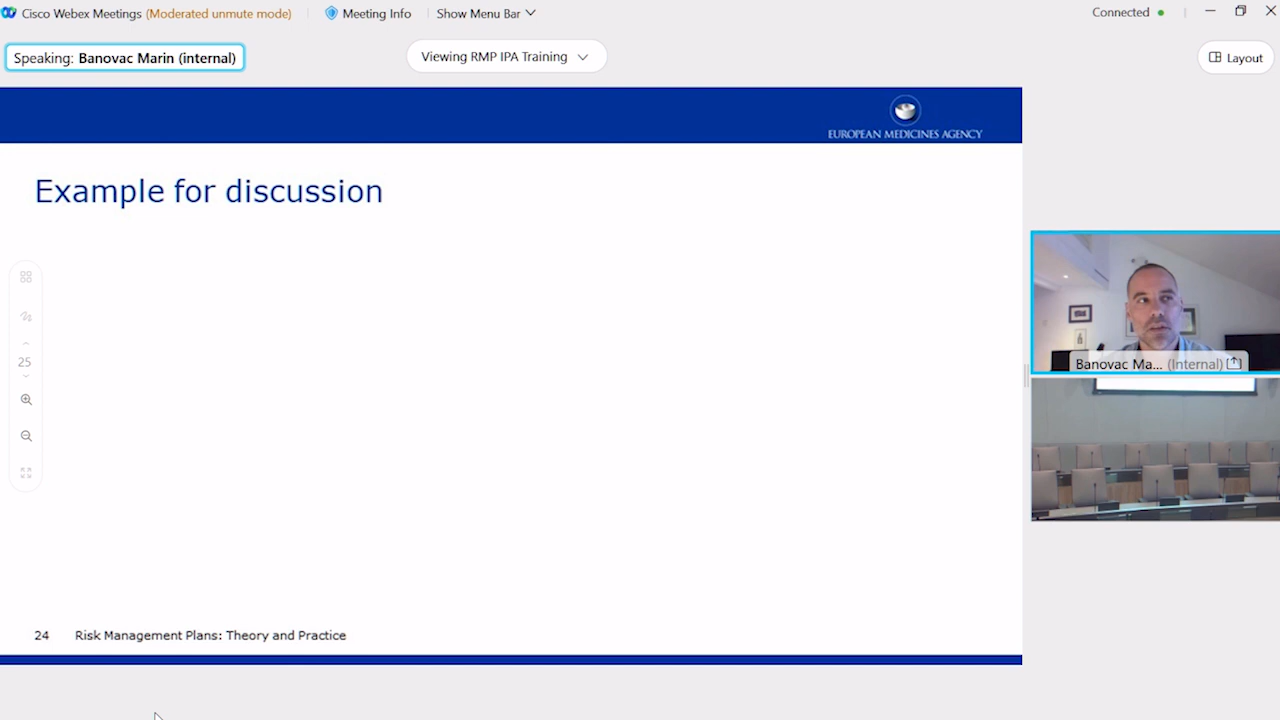 Cisco Webex Meetings (Moderated unmute mode) Meeting Info Show Menu Bar Connected
Speaking: Banovac Marin (internal) Viewing RMP IPA Training Layout
EUROPEAN MEDICINES AGENCY
Example for discussion
25
Banovac Ma... (Internal)
24 Risk Management Plans: Theory and Practice